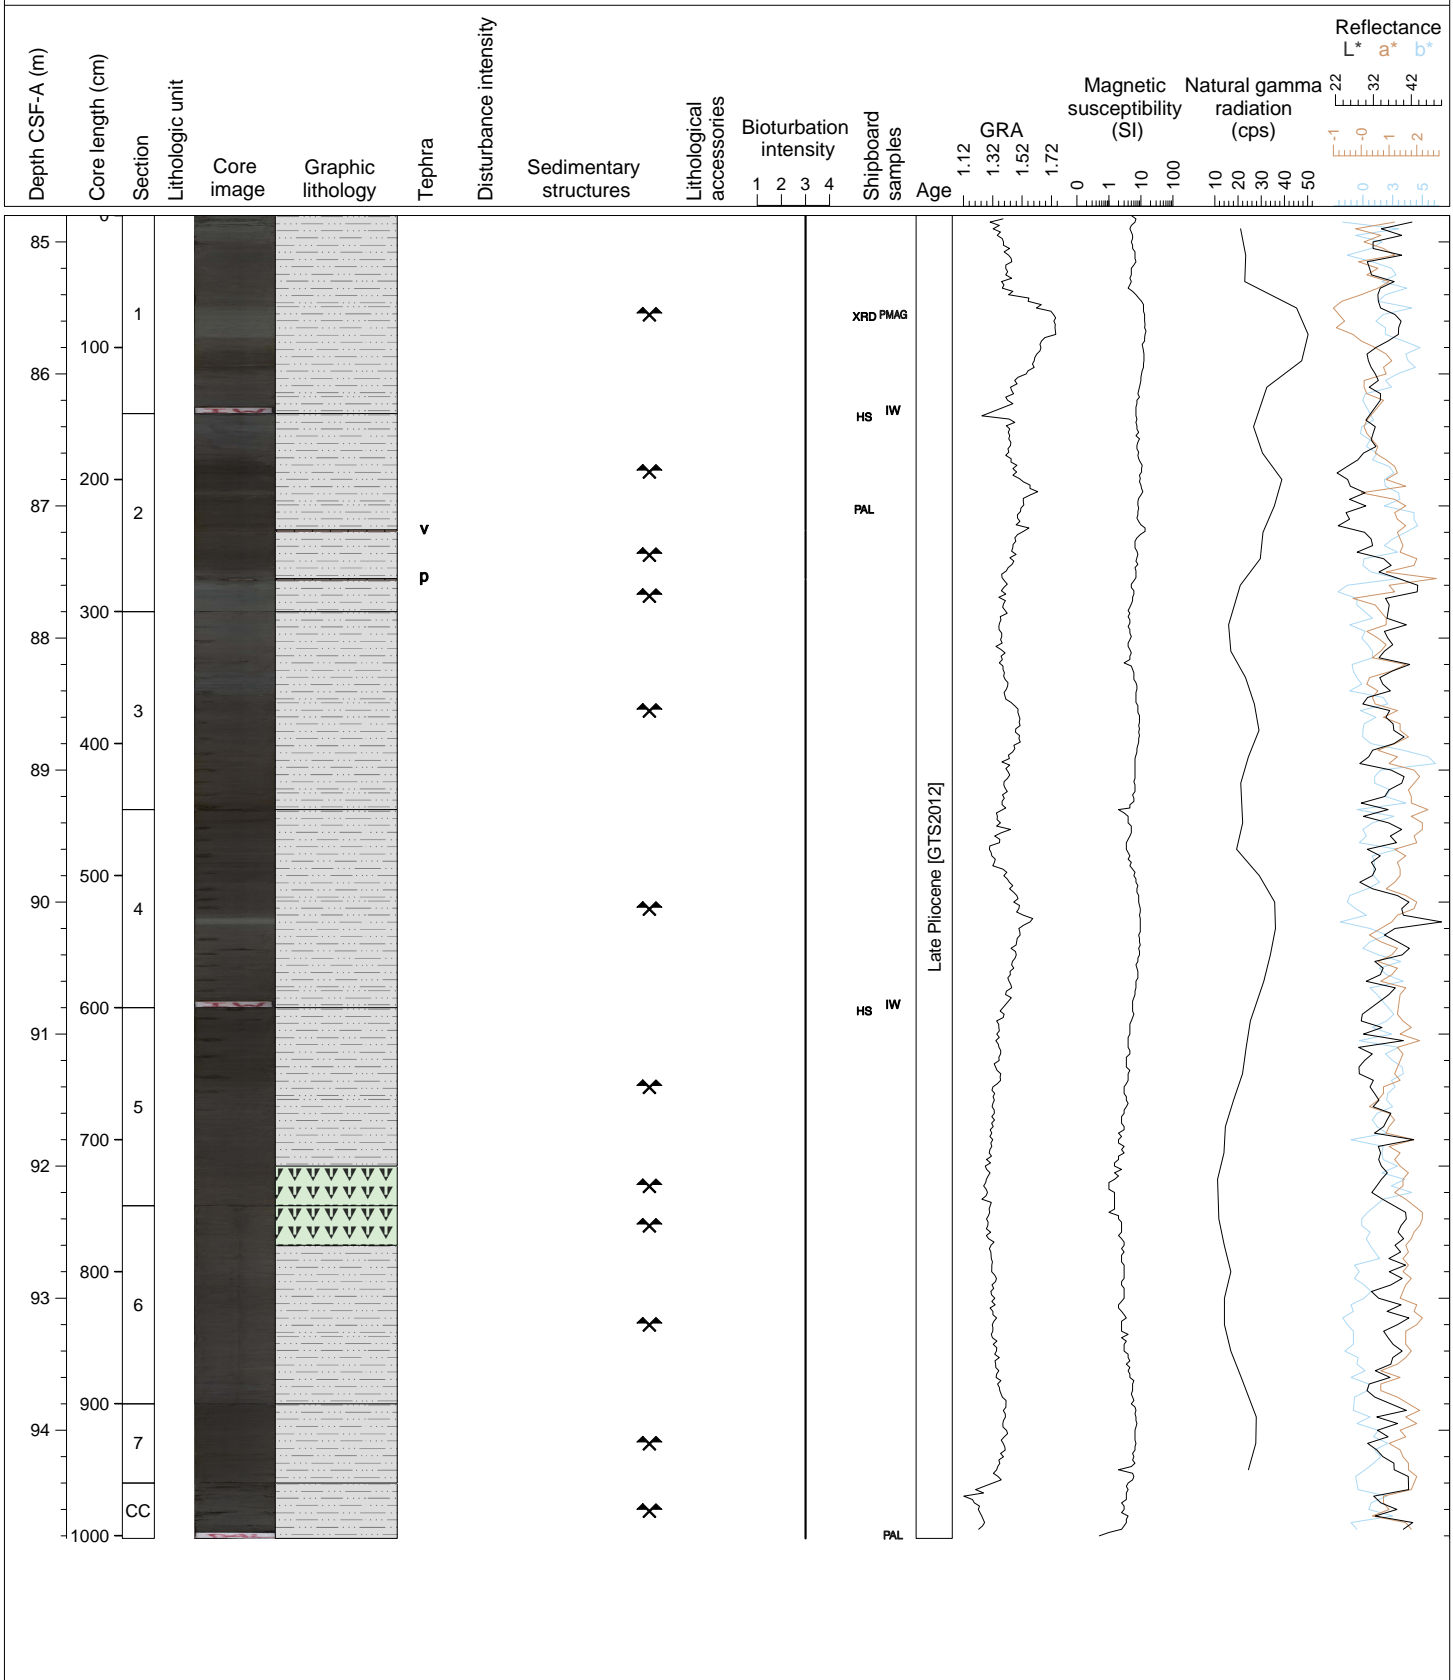 Depth CSF-A (m)
Core length (cm)
Section
Lithologic unit
Core image
Graphic lithology
Tephra
Disturbance intensity
Sedimentary structures
Lithological accessories
Bioturbation intensity
1 2 3 4
Shipboard samples
Age
GRA
1.12 1.32 1.52 1.72
Magnetic susceptibility (SI)
0 1 10 100
Natural gamma radiation (cps)
10 20 30 40 50
Reflectance
L* a* b*
22 32 42
-1 -0 1 2
0 3 5
0
85
1
XRD PMAG
100
86
HS IW
200
87
2
PAL
v
p
300
88
3
400
89
Late Pliocene [GTS2012]
500
90
4
600
HS IW
91
5
700
92
800
93
6
900
94
7
CC
1000
PAL